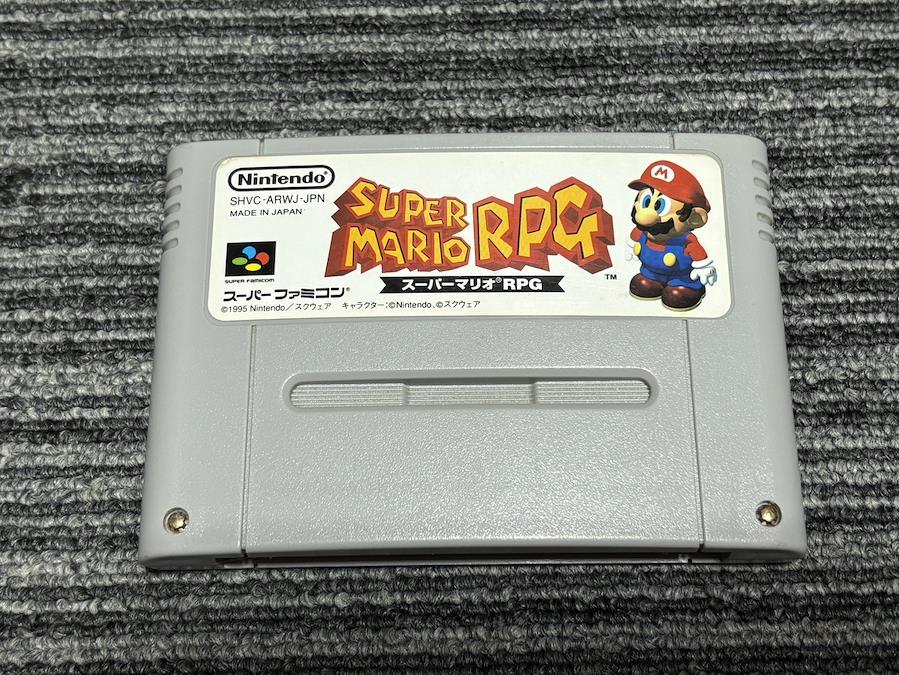 Nintendo®
SHVC-ARWJ-JPN
MADE IN JAPAN
SUPER FAMICOM
スーパー ファミコン®
©1995 Nintendo/スクウェア キャラクター:©Nintendo、©スクウェア
SUPER
MARIO RPG™
スーパーマリオ®RPG
M